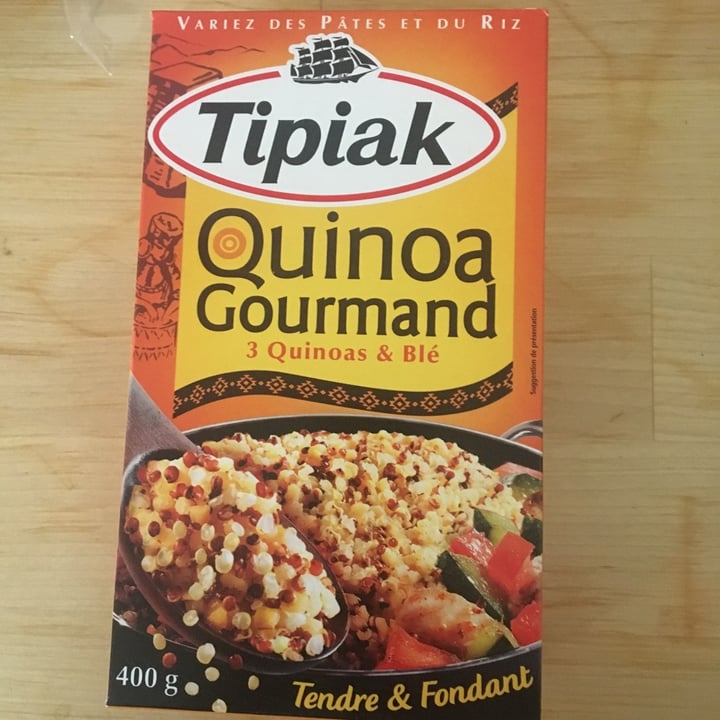 VARIEZ DES PÂTES ET DU RIZ
Tipiak
Quinoa
Gourmand
3 Quinoas & Blé
Suggestion de présentation
400 g
Tendre & Fondant